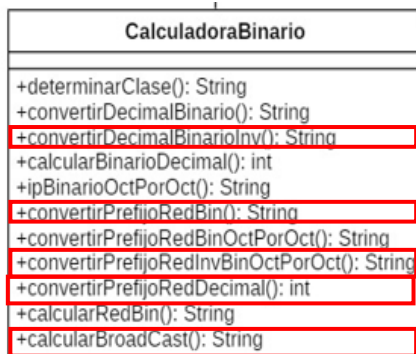 CalculadoraBinario
+determinarClase(): String
+convertirDecimalBinario(): String
+convertirDecimalBinarioInv(): String
+calcularBinarioDecimal(): int
+ipBinarioOctPorOct(): String
+convertirPrefijoRedBin(): String
+convertirPrefijoRedBinOctPorOct(): String
+convertirPrefijoRedInvBinOctPorOct(): String
+convertirPrefijoRedDecimal(): int
+calcularRedBin(): String
+calcularBroadCast(): String